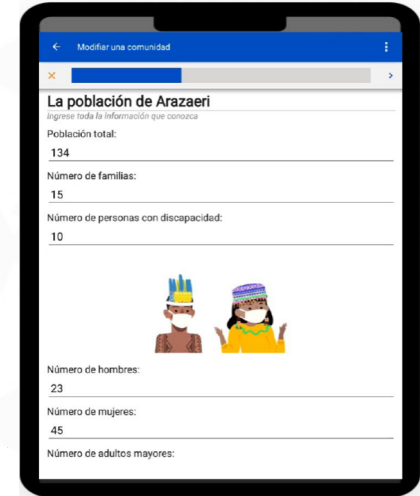 Modifiar una comunidad
La población de Arazaeri
Ingrese toda la información que conozca
Población total:
134
Número de familias:
15
Número de personas con discapacidad:
10
Número de hombres:
23
Número de mujeres:
45
Número de adultos mayores: